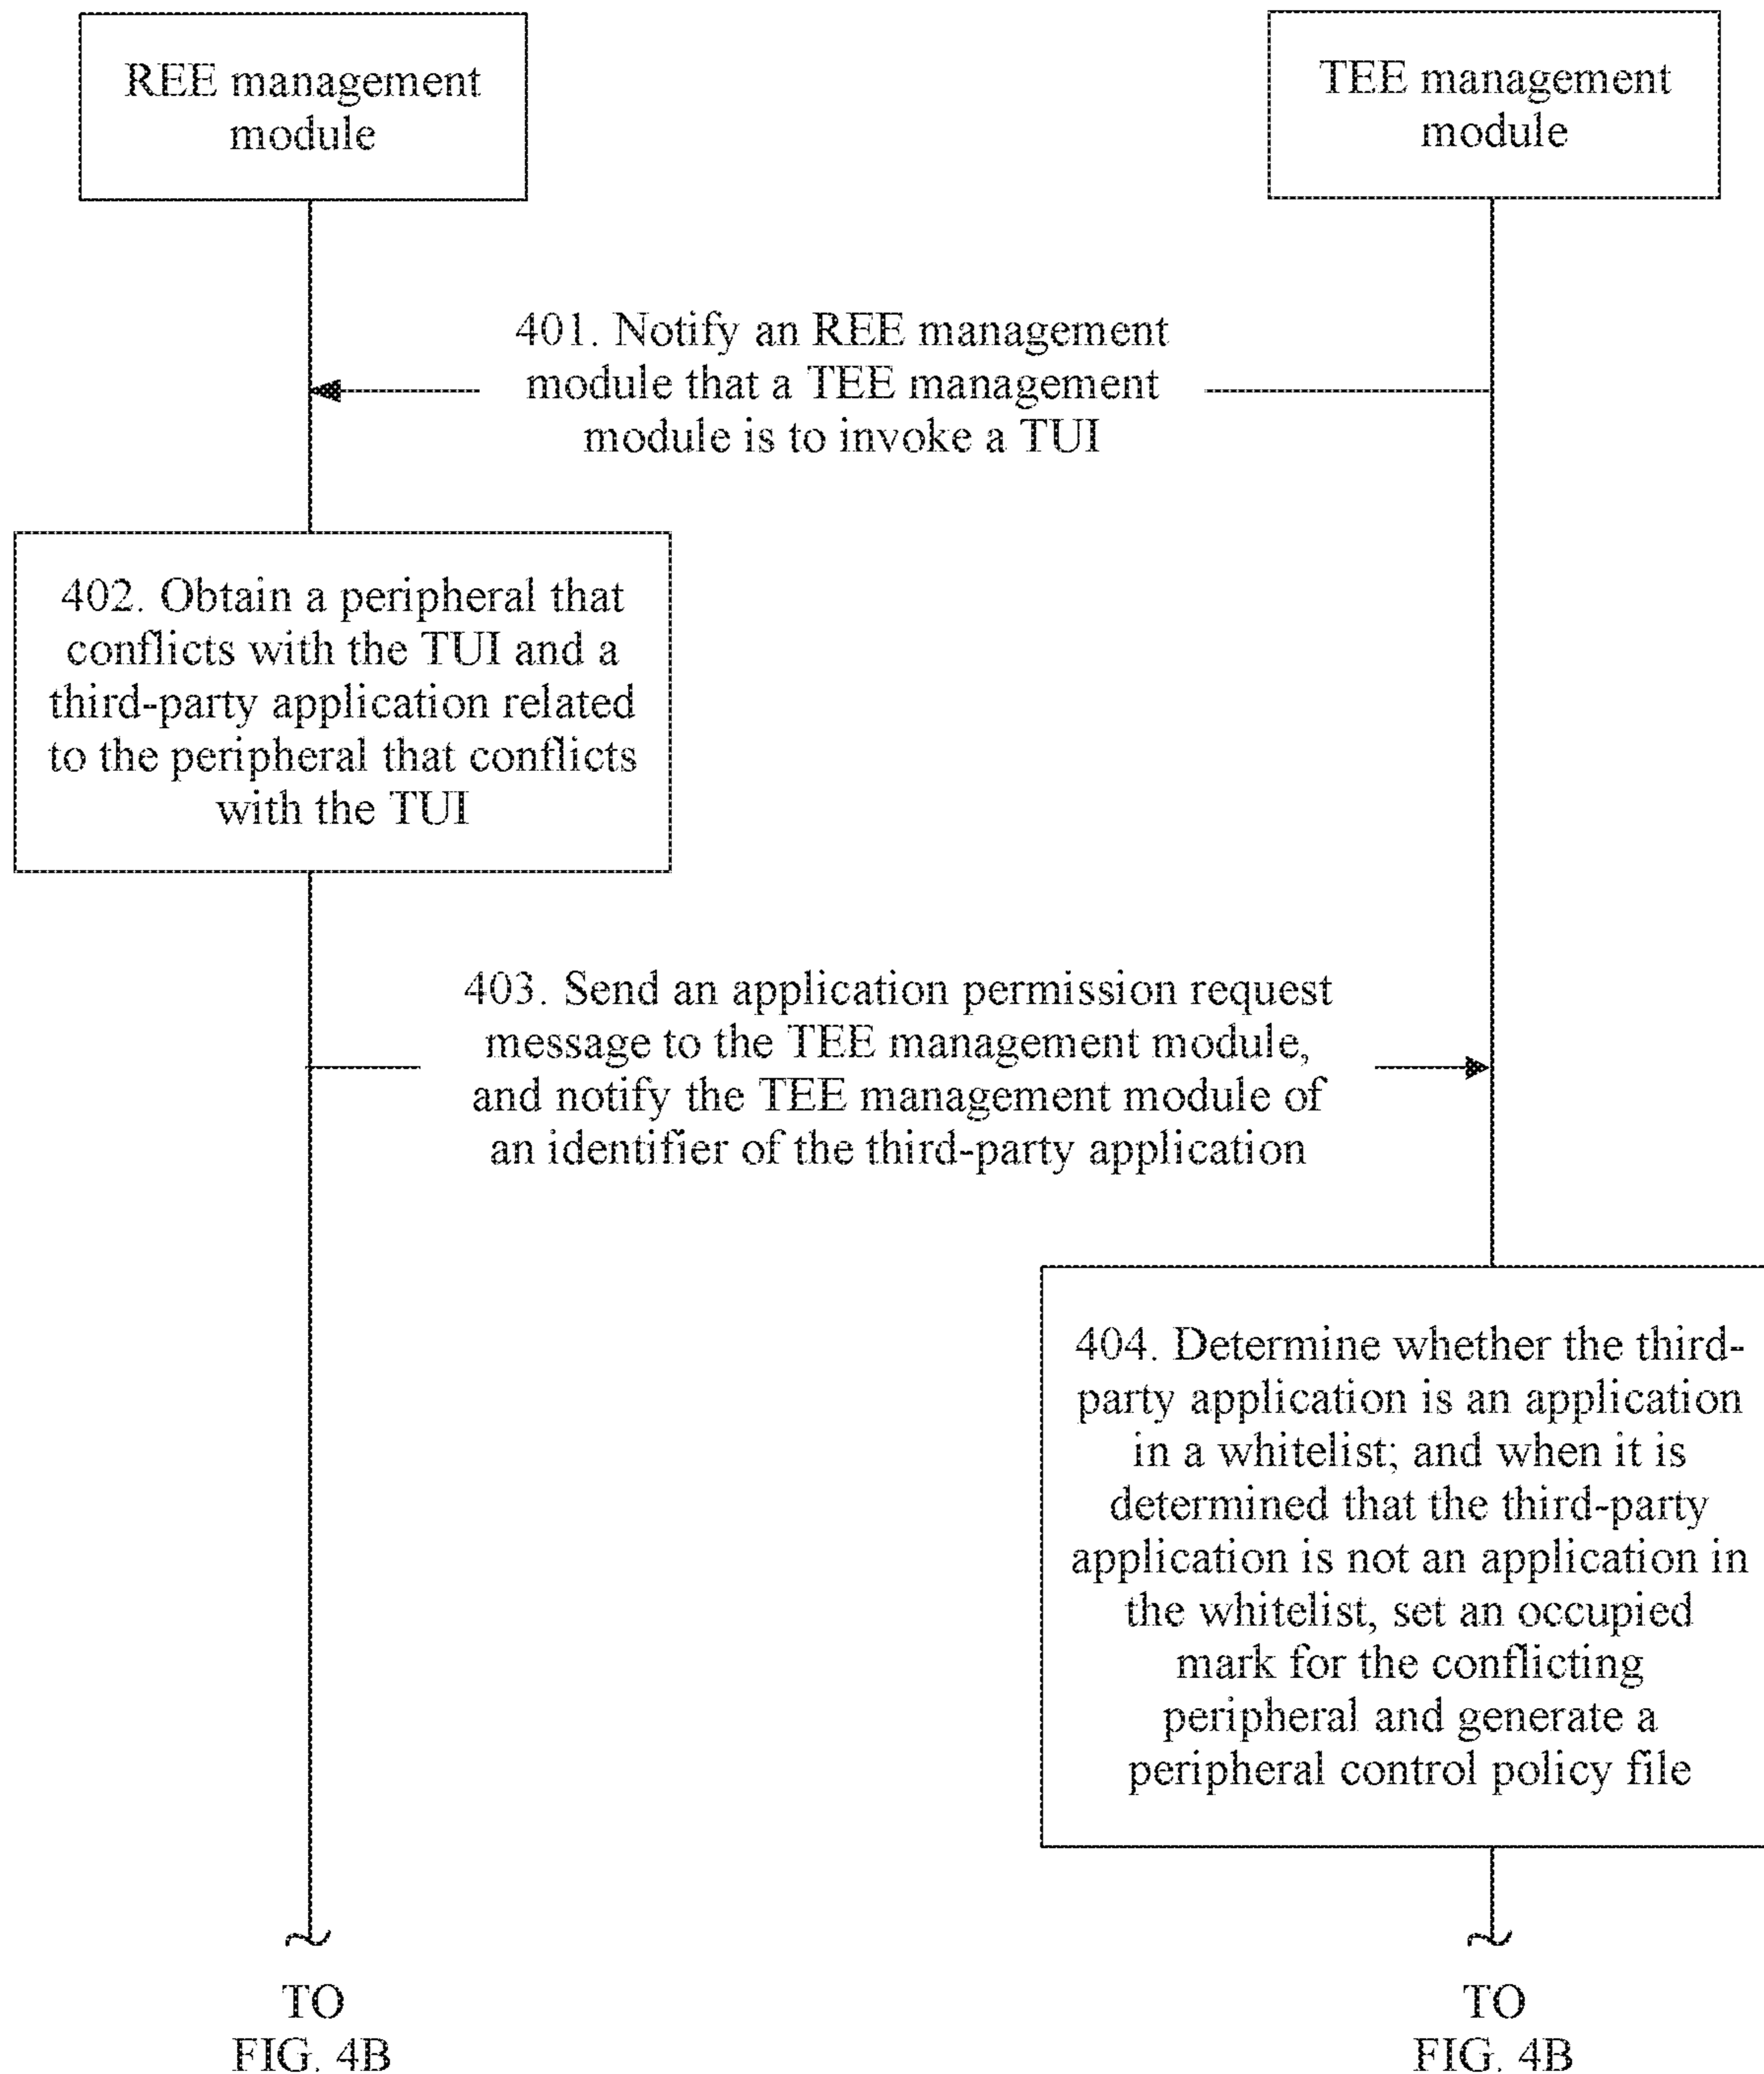 REE management
module
TEE management
module
401. Notify an REE management
module that a TEE management
module is to invoke a TUI
402. Obtain a peripheral that
conflicts with the TUI and a
third-party application related
to the peripheral that conflicts
with the TUI
403. Send an application permission request
message to the TEE management module,
and notify the TEE management module of
an identifier of the third-party application
404. Determine whether the third-
party application is an application
in a whitelist; and when it is
determined that the third-party
application is not an application in
the whitelist, set an occupied
mark for the conflicting
peripheral and generate a
peripheral control policy file
TO
FIG. 4B
TO
FIG. 4B